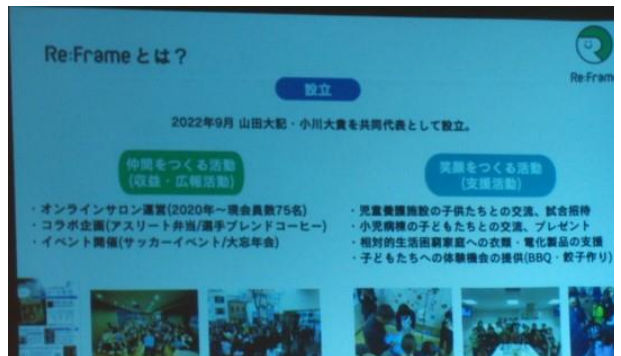 Re:Frameとは？
Re:Frame
設立
2022年9月 山田大記・小川大貴を共同代表として設立。
仲間をつくる活動
(収益・広報活動)
・オンラインサロン運営(2020年～現会員数75名)
・コラボ企画(アスリート弁当/選手ブレンドコーヒー)
・イベント開催(サッカーイベント/大忘年会)
笑顔をつくる活動
(支援活動)
・児童養護施設の子供たちとの交流、試合招待
・小児病棟の子どもたちとの交流、プレゼント
・相対的生活困窮家庭への衣類・電化製品の支援
・子どもたちへの体験機会の提供(BBQ・餃子作り)